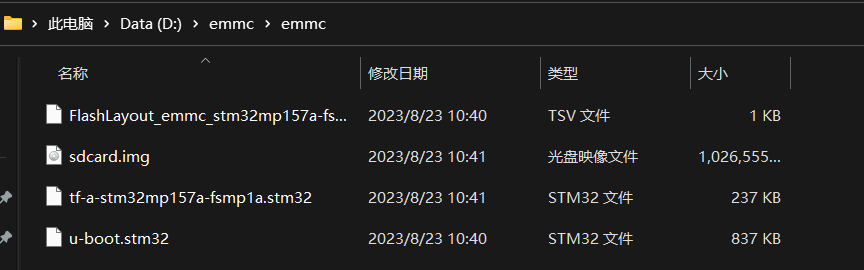 此电脑 > Data (D:) > emmc > emmc
名称 修改日期 类型 大小
FlashLayout_emmc_stm32mp157a-fs... 2023/8/23 10:40 TSV 文件 1 KB
sdcard.img 2023/8/23 10:41 光盘映像文件 1,026,555...
tf-a-stm32mp157a-fsmp1a.stm32 2023/8/23 10:41 STM32 文件 237 KB
u-boot.stm32 2023/8/23 10:40 STM32 文件 837 KB